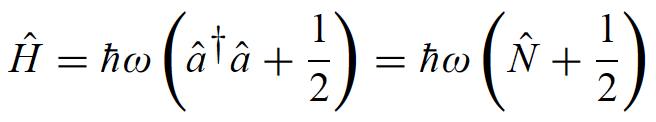 Ĥ = ħω(â†â + 1/2) = ħω(N̂ + 1/2)